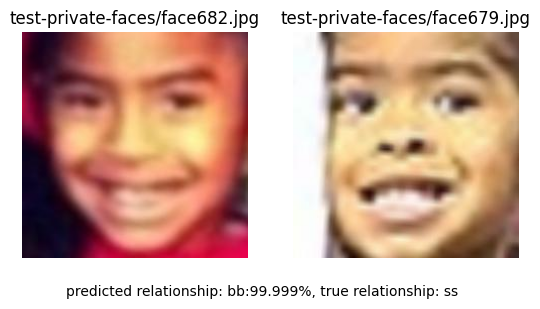 test-private-faces/face682.jpg
test-private-faces/face679.jpg
predicted relationship: bb:99.999%, true relationship: ss